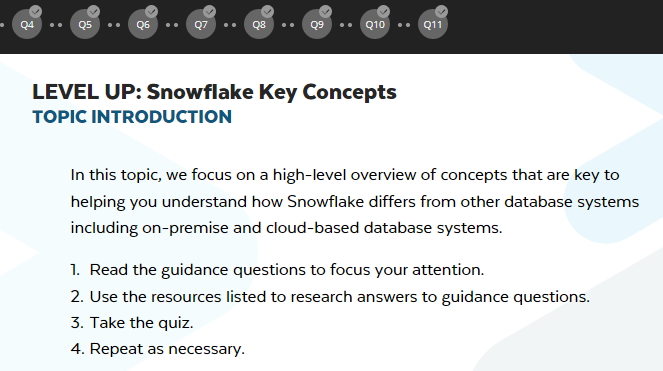 Q4 Q5 Q6 Q7 Q8 Q9 Q10 Q11
LEVEL UP: Snowflake Key Concepts
TOPIC INTRODUCTION
In this topic, we focus on a high-level overview of concepts that are key to
helping you understand how Snowflake differs from other database systems
including on-premise and cloud-based database systems.
1. Read the guidance questions to focus your attention.
2. Use the resources listed to research answers to guidance questions.
3. Take the quiz.
4. Repeat as necessary.